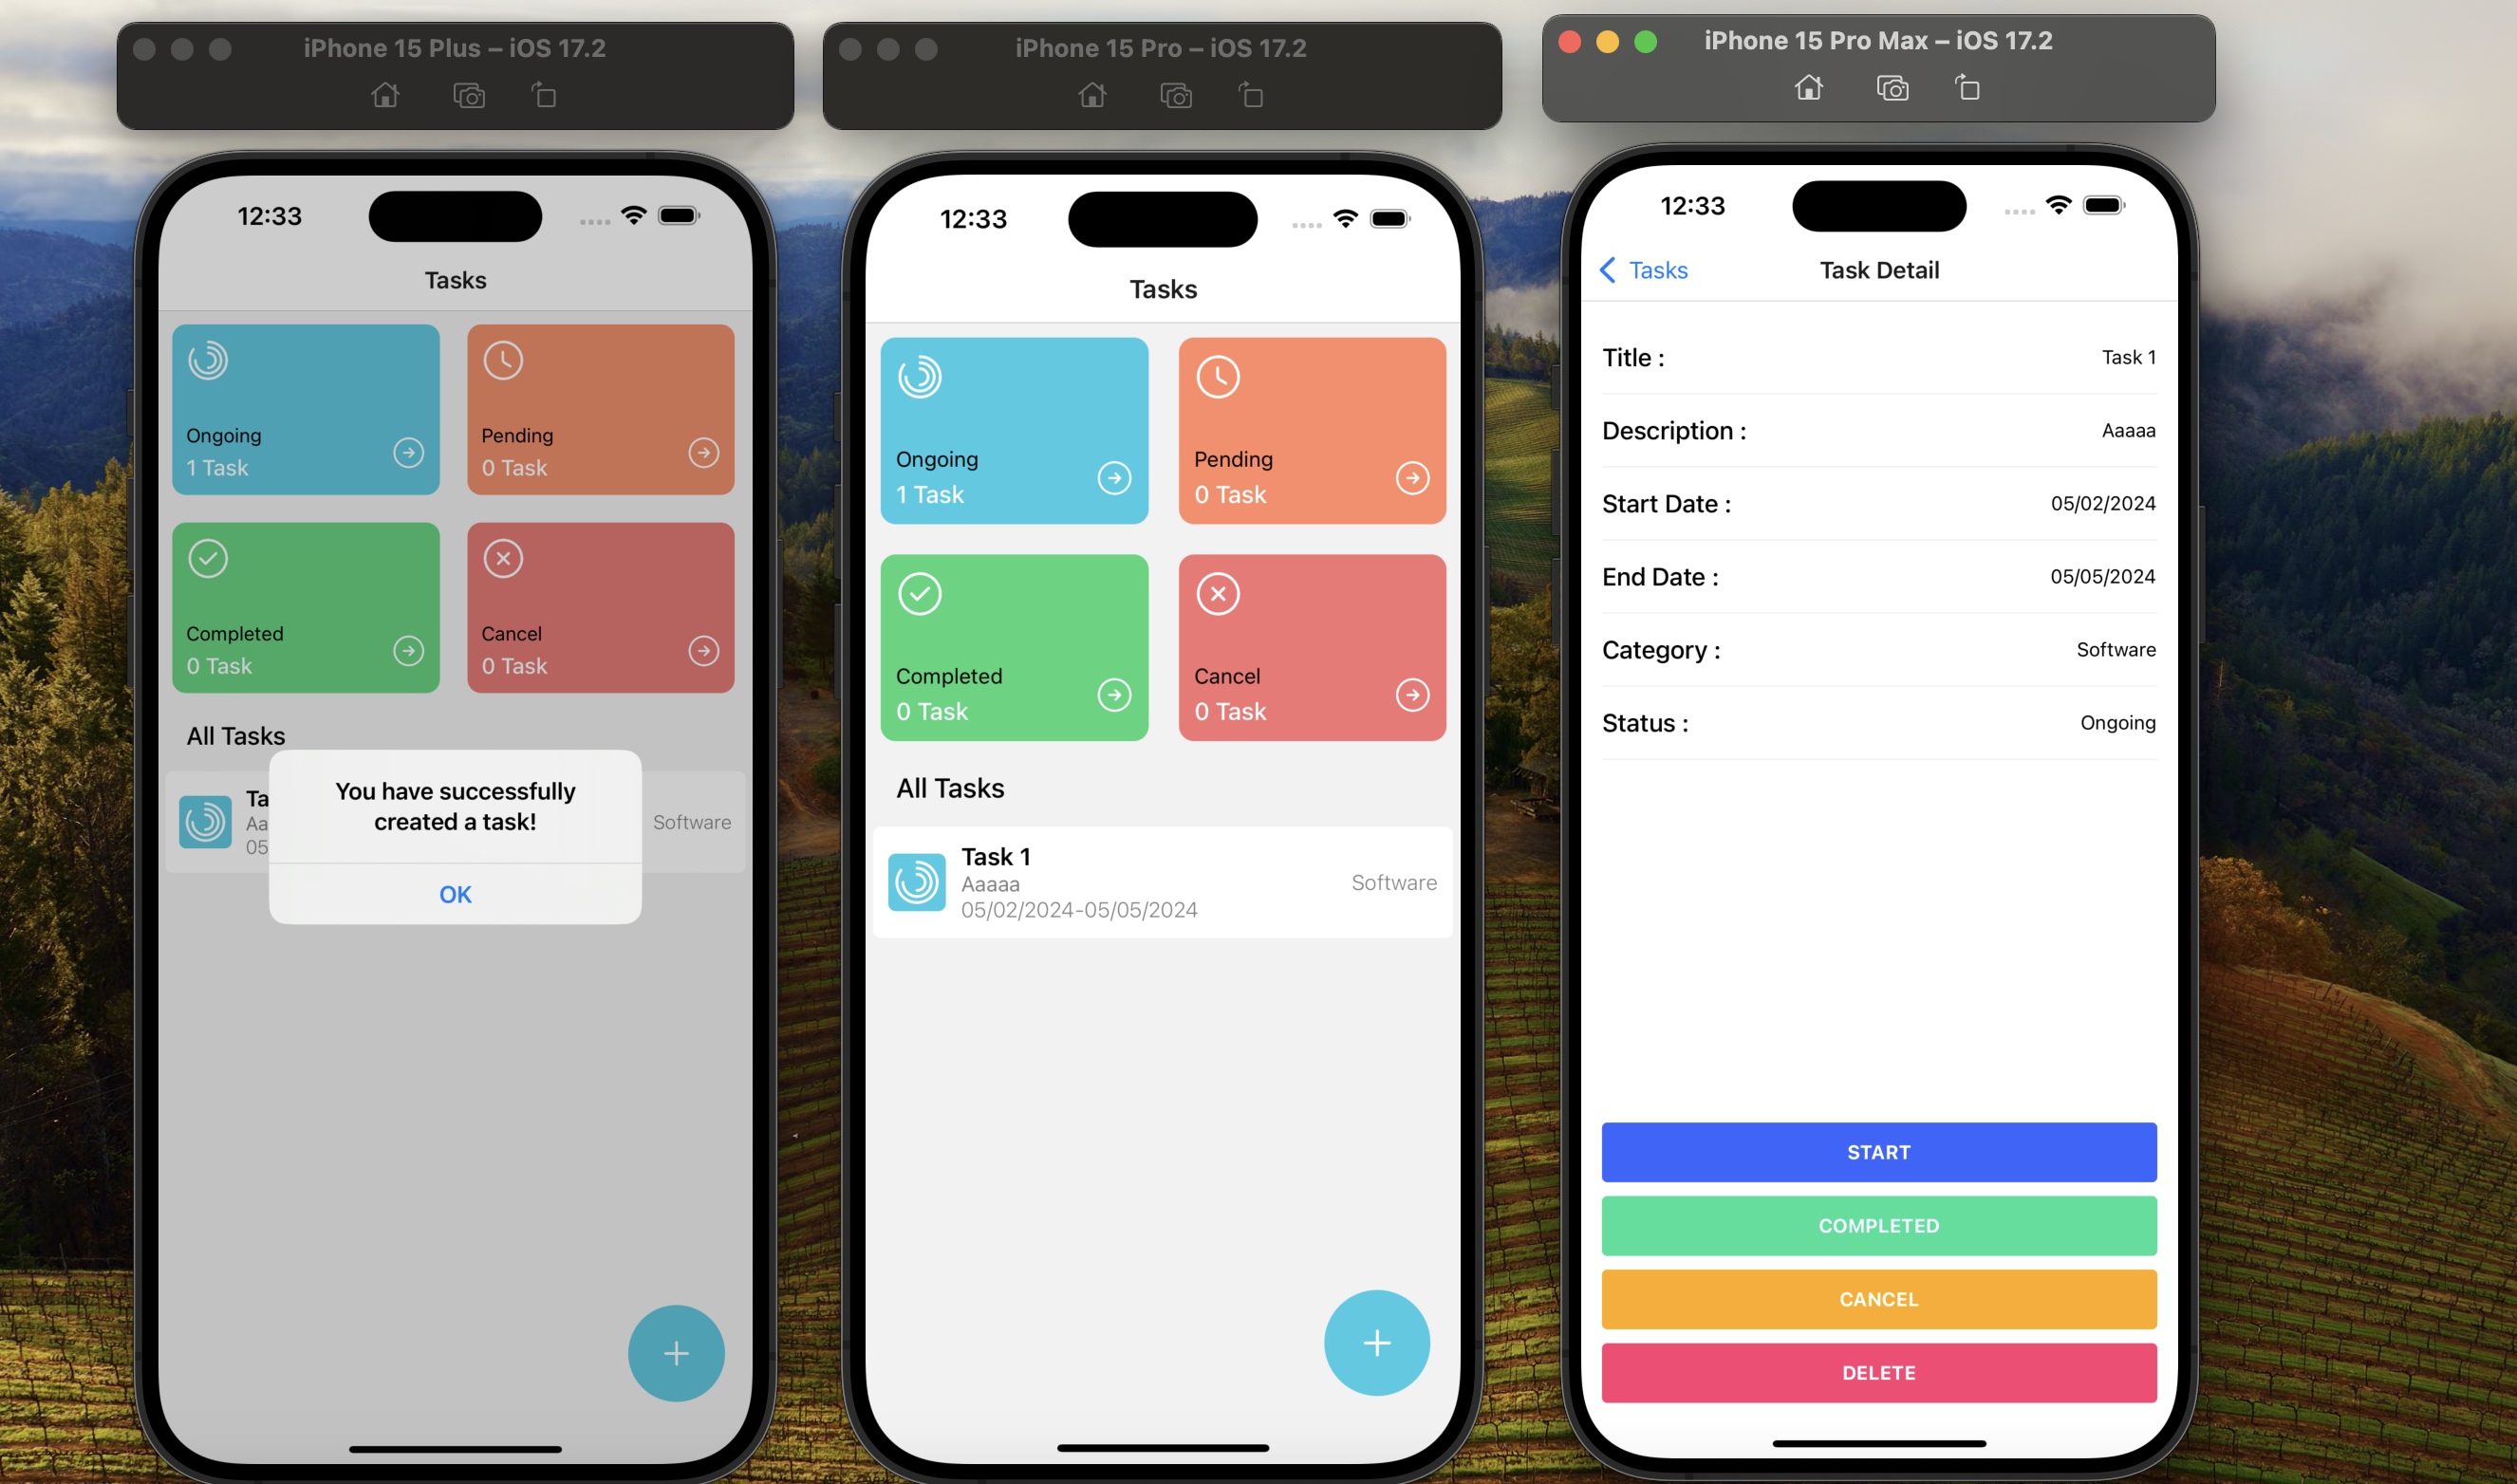 iPhone 15 Plus – iOS 17.2
12:33
Tasks
Ongoing
1 Task
Pending
0 Task
Completed
0 Task
Cancel
0 Task
All Tasks
Ta
Aa
05
Software
You have successfully
created a task!
OK
iPhone 15 Pro – iOS 17.2
12:33
Tasks
Ongoing
1 Task
Pending
0 Task
Completed
0 Task
Cancel
0 Task
All Tasks
Task 1
Aaaaa
05/02/2024-05/05/2024
Software
iPhone 15 Pro Max – iOS 17.2
12:33
Tasks
Task Detail
Title : Task 1
Description : Aaaaa
Start Date : 05/02/2024
End Date : 05/05/2024
Category : Software
Status : Ongoing
START
COMPLETED
CANCEL
DELETE